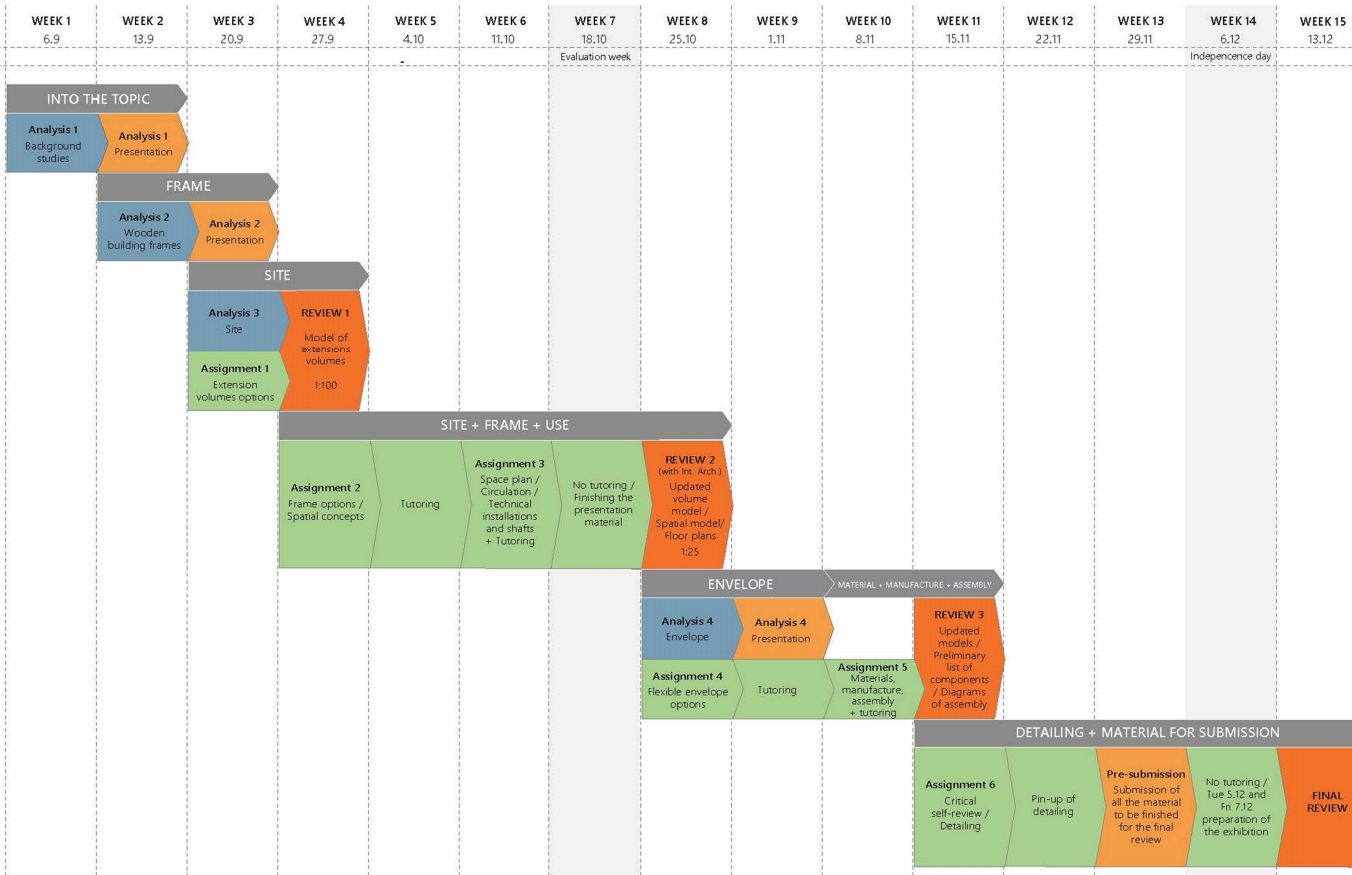 WEEK 1
6.9
WEEK 2
13.9
WEEK 3
20.9
WEEK 4
27.9
WEEK 5
4.10
WEEK 6
11.10
WEEK 7
18.10
WEEK 8
25.10
WEEK 9
1.11
WEEK 10
8.11
WEEK 11
15.11
WEEK 12
22.11
WEEK 13
29.11
WEEK 14
6.12
WEEK 15
13.12
-
Evaluation week
Indepencence day
INTO THE TOPIC
Analysis 1
Background
studies
Analysis 1
Presentation
FRAME
Analysis 2
Wooden
building frames
Analysis 2
Presentation
SITE
Analysis 3
Site
Assignment 1
Extension
volumes options
REVIEW 1
Model of
extensions
volumes
1:100
SITE + FRAME + USE
Assignment 2
Frame options /
Spatial concepts
Tutoring
Assignment 3
Space plan /
Circulation /
Technical
installations
and shafts
+ Tutoring
No tutoring /
Finishing the
presentation
material
REVIEW 2
(with Int. Arch.)
Updated
volume
model /
Spatial model/
Floor plans
1:25
ENVELOPE
MATERIAL + MANUFACTURE + ASSEMBLY
Analysis 4
Envelope
Analysis 4
Presentation
Assignment 4
Flexible envelope
options
Tutoring
Assignment 5
Materials,
manufacture,
assembly
+ tutoring
REVIEW 3
Updated
models /
Preliminary
list of
components
/ Diagrams
of assembly
DETAILING + MATERIAL FOR SUBMISSION
Assignment 6
Critical
self-review /
Detailing
Pin-up of
detailing
Pre-submission
Submission of
all the material
to be finished
for the final
review
No tutoring /
Tue 5.12 and
Fri 7.12
preparation of
the exhibition
FINAL
REVIEW